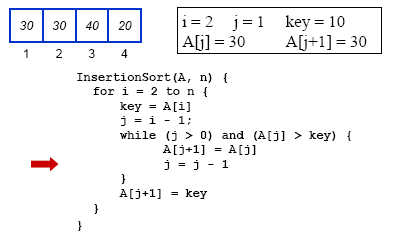 30 30 40 20
1 2 3 4
i = 2 j = 1 key = 10
A[j] = 30 A[j+1] = 30
InsertionSort(A, n) {
for i = 2 to n {
key = A[i]
j = i - 1;
while (j > 0) and (A[j] > key) {
A[j+1] = A[j]
j = j - 1
}
A[j+1] = key
}
}